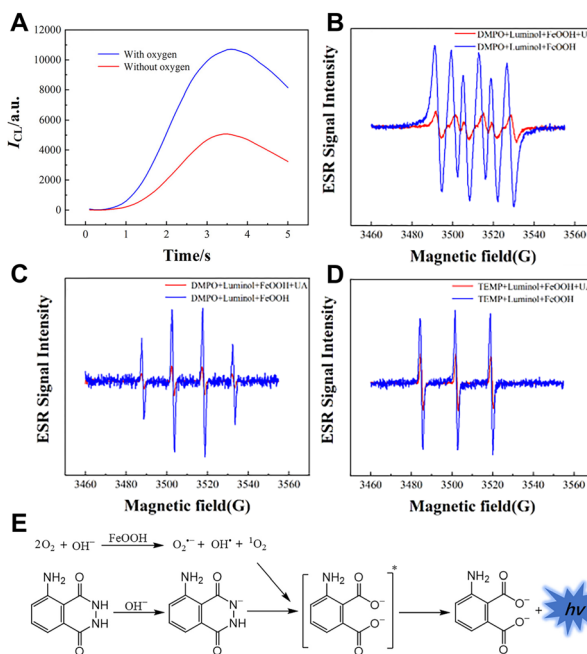 A
With oxygen
Without oxygen
I_CL/a.u.
12000
10000
8000
6000
4000
2000
0
0 1 2 3 4 5
Time/s
B
DMPO+Luminol+FeOOH+U
DMPO+Luminol+FeOOH
ESR Signal Intensity
3460 3480 3500 3520 3540 3560
Magnetic field(G)
C
DMPO+Luminol+FeOOH+UA
DMPO+Luminol+FeOOH
ESR Signal Intensity
3460 3480 3500 3520 3540 3560
Magnetic field(G)
D
TEMP+Luminol+FeOOH+UA
TEMP+Luminol+FeOOH
ESR Signal Intensity
3460 3480 3500 3520 3540 3560
Magnetic field(G)
E
2O₂ + OH⁻ FeOOH O₂•⁻ + OH• + ¹O₂
NH₂ O NH NH O
OH⁻
NH₂ O N⁻ NH O
NH₂ O O⁻ O⁻ O *
NH₂ O O⁻ O⁻ O
+ hν